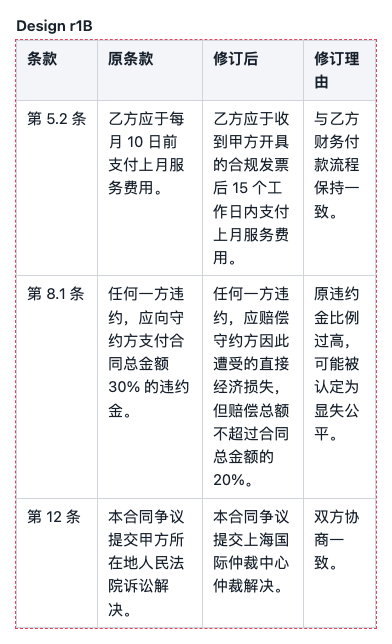 Design r1B
条款
原条款
修订后
修订理
由
第 5.2 条
乙方应于每
月 10 日前
支付上月服
务费用。
乙方应于收
到甲方开具
的合规发票
后 15 个工
作日内支付
上月服务费
用。
与乙方
财务付
款流程
保持一
致。
第 8.1 条
任何一方违
约，应向守
约方支付合
同总金额
30% 的违约
金。
任何一方违
约，应赔偿
守约方因此
遭受的直接
经济损失，
但赔偿总额
不超过合同
总金额的
20%。
原违约
金比例
过高，
可能被
认定为
显失公
平。
第 12 条
本合同争议
提交甲方所
在地人民法
院诉讼解
决。
本合同争议
提交上海国
际仲裁中心
仲裁解决。
双方协
商一
致。